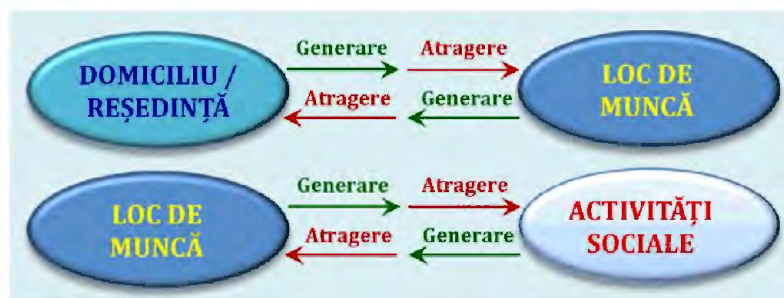 Generare Atragere
DOMICILIU /
REȘEDINȚĂ
LOC DE
MUNCĂ
Atragere Generare
Generare Atragere
LOC DE
MUNCĂ
ACTIVITĂȚI
SOCIALE
Atragere Generare